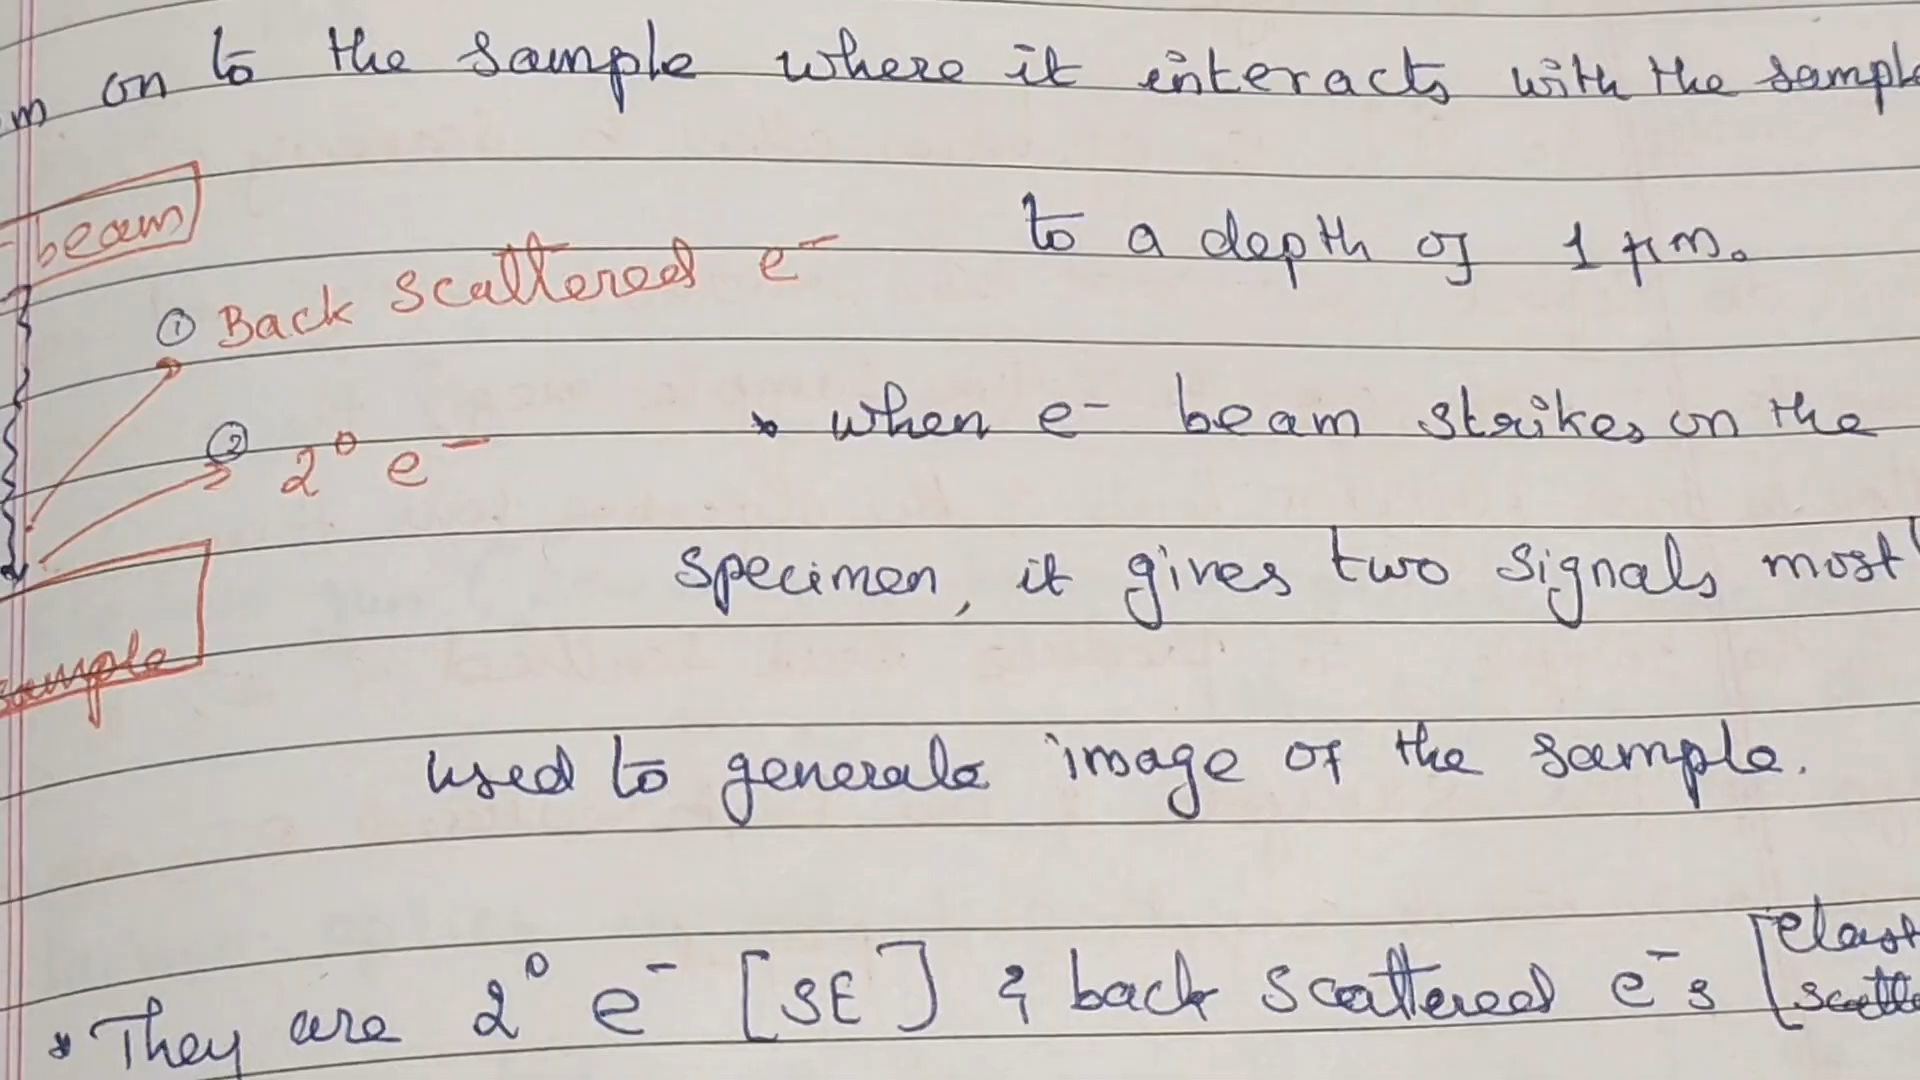 m on to the sample where it interacts with the sample
beam
to a depth of 1 μm.
① Back scattered e⁻
② 2° e⁻
* when e⁻ beam strikes on the
specimen, it gives two signals most
sample
used to generate image of the sample.
* They are 2° e⁻ [SE] & back scattered e⁻s [elast
scatte